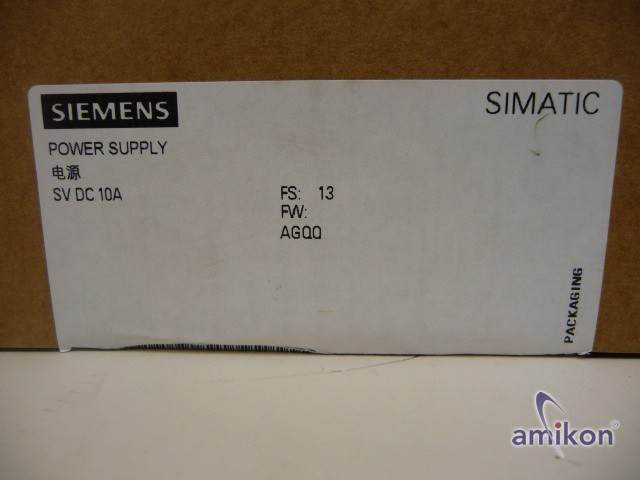 SIEMENS
SIMATIC
POWER SUPPLY
电源
SV DC 10A
FS: 13
FW:
AGQQ
PACKAGING
amikon®